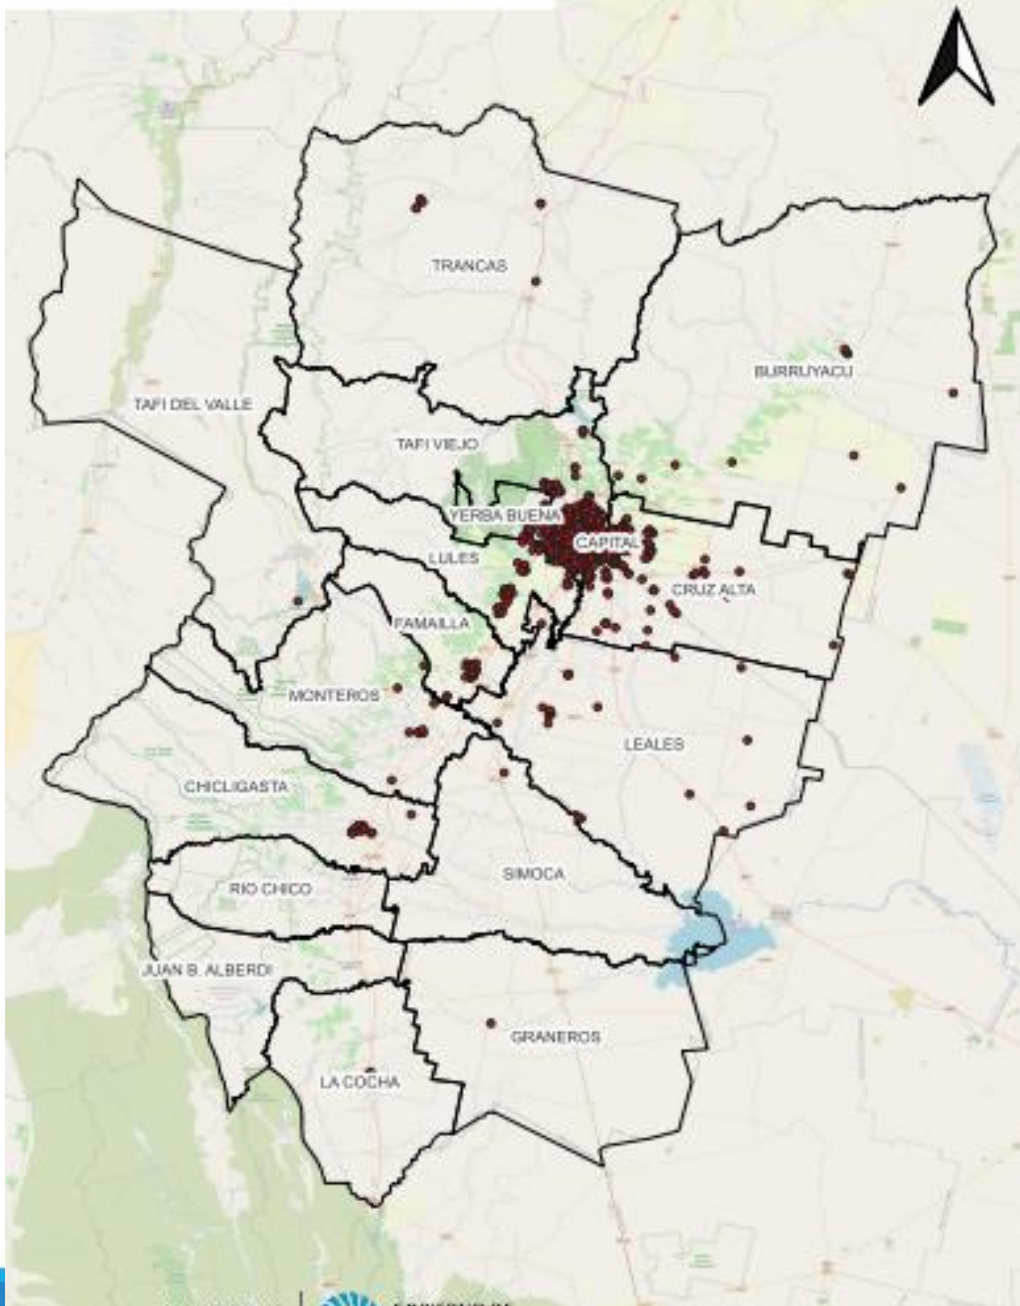 TRANCAS
BURRUYACU
TAFI DEL VALLE
TAFI VIEJO
YERBA BUENA
CAPITAL
LULES
CRUZ ALTA
FAMAILLA
MONTEROS
LEALES
CHICLIGASTA
SIMOCA
RIO CHICO
JUAN B. ALBERDI
GRANEROS
LA COCHA